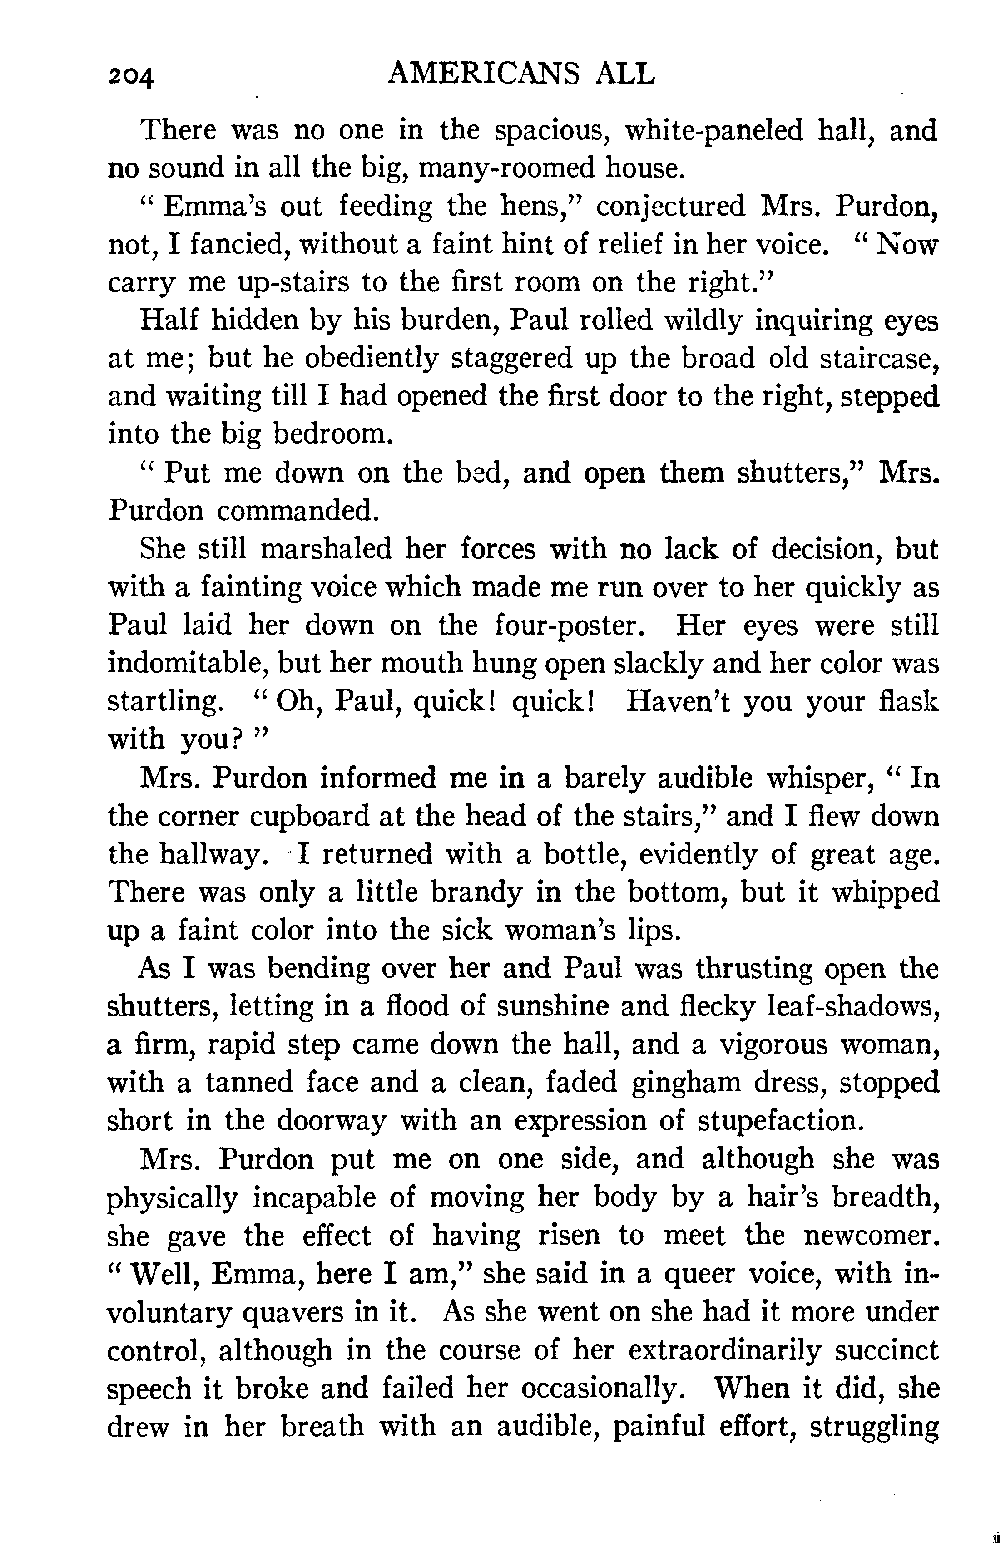 204 AMERICANS ALL
There was no one in the spacious, white-paneled hall, and
no sound in all the big, many-roomed house.
“ Emma’s out feeding the hens,” conjectured Mrs. Purdon,
not, I fancied, without a faint hint of relief in her voice. “ Now
carry me up-stairs to the first room on the right.”
Half hidden by his burden, Paul rolled wildly inquiring eyes
at me; but he obediently staggered up the broad old staircase,
and waiting till I had opened the first door to the right, stepped
into the big bedroom.
“ Put me down on the bed, and open them shutters,” Mrs.
Purdon commanded.
She still marshaled her forces with no lack of decision, but
with a fainting voice which made me run over to her quickly as
Paul laid her down on the four-poster. Her eyes were still
indomitable, but her mouth hung open slackly and her color was
startling. “ Oh, Paul, quick! quick! Haven’t you your flask
with you? ”
Mrs. Purdon informed me in a barely audible whisper, “ In
the corner cupboard at the head of the stairs,” and I flew down
the hallway. I returned with a bottle, evidently of great age.
There was only a little brandy in the bottom, but it whipped
up a faint color into the sick woman’s lips.
As I was bending over her and Paul was thrusting open the
shutters, letting in a flood of sunshine and flecky leaf-shadows,
a firm, rapid step came down the hall, and a vigorous woman,
with a tanned face and a clean, faded gingham dress, stopped
short in the doorway with an expression of stupefaction.
Mrs. Purdon put me on one side, and although she was
physically incapable of moving her body by a hair’s breadth,
she gave the effect of having risen to meet the newcomer.
“ Well, Emma, here I am,” she said in a queer voice, with in-
voluntary quavers in it. As she went on she had it more under
control, although in the course of her extraordinarily succinct
speech it broke and failed her occasionally. When it did, she
drew in her breath with an audible, painful effort, struggling